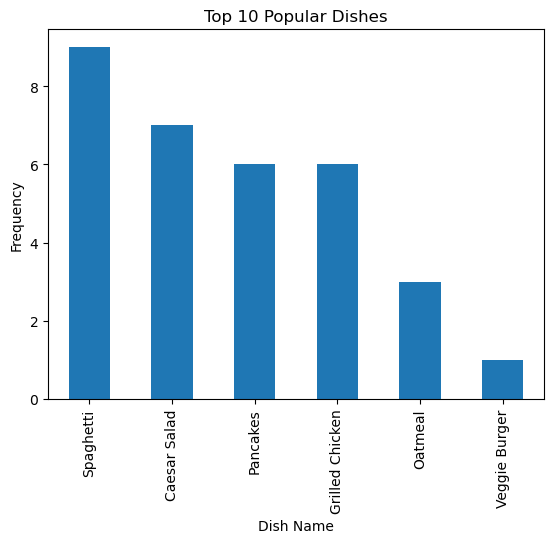 Top 10 Popular Dishes
Frequency
8
6
4
2
0
Spaghetti
Caesar Salad
Pancakes
Grilled Chicken
Oatmeal
Veggie Burger
Dish Name